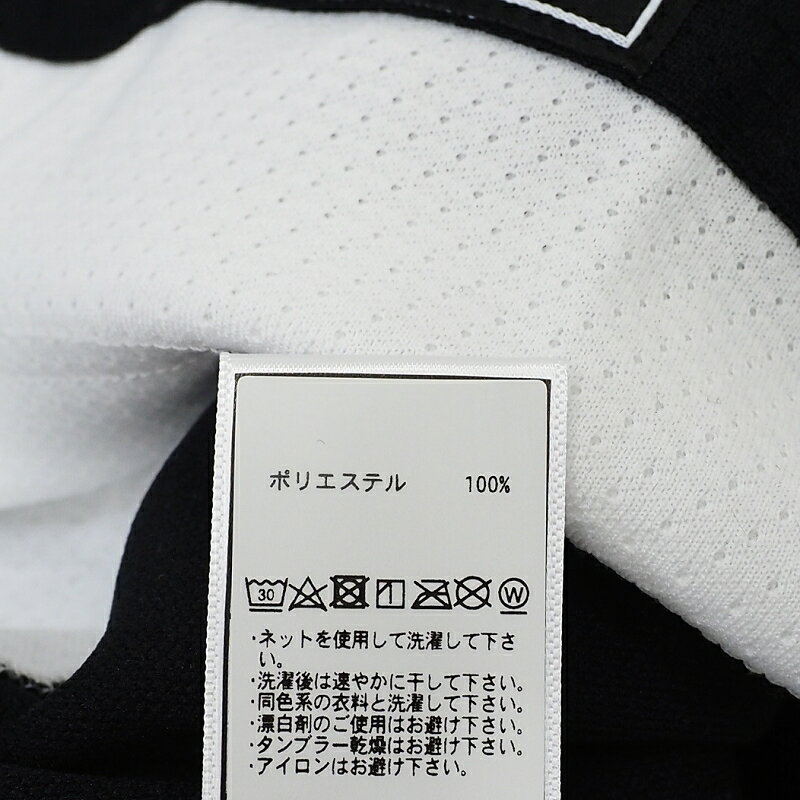 ポリエステル 100%
30
W
・ネットを使用して洗濯して下さ
い。
・洗濯後は速やかに干して下さい。
・同色系の衣料と洗濯して下さい。
・漂白剤のご使用はお避け下さい。
・タンブラー乾燥はお避け下さい。
・アイロンはお避け下さい。